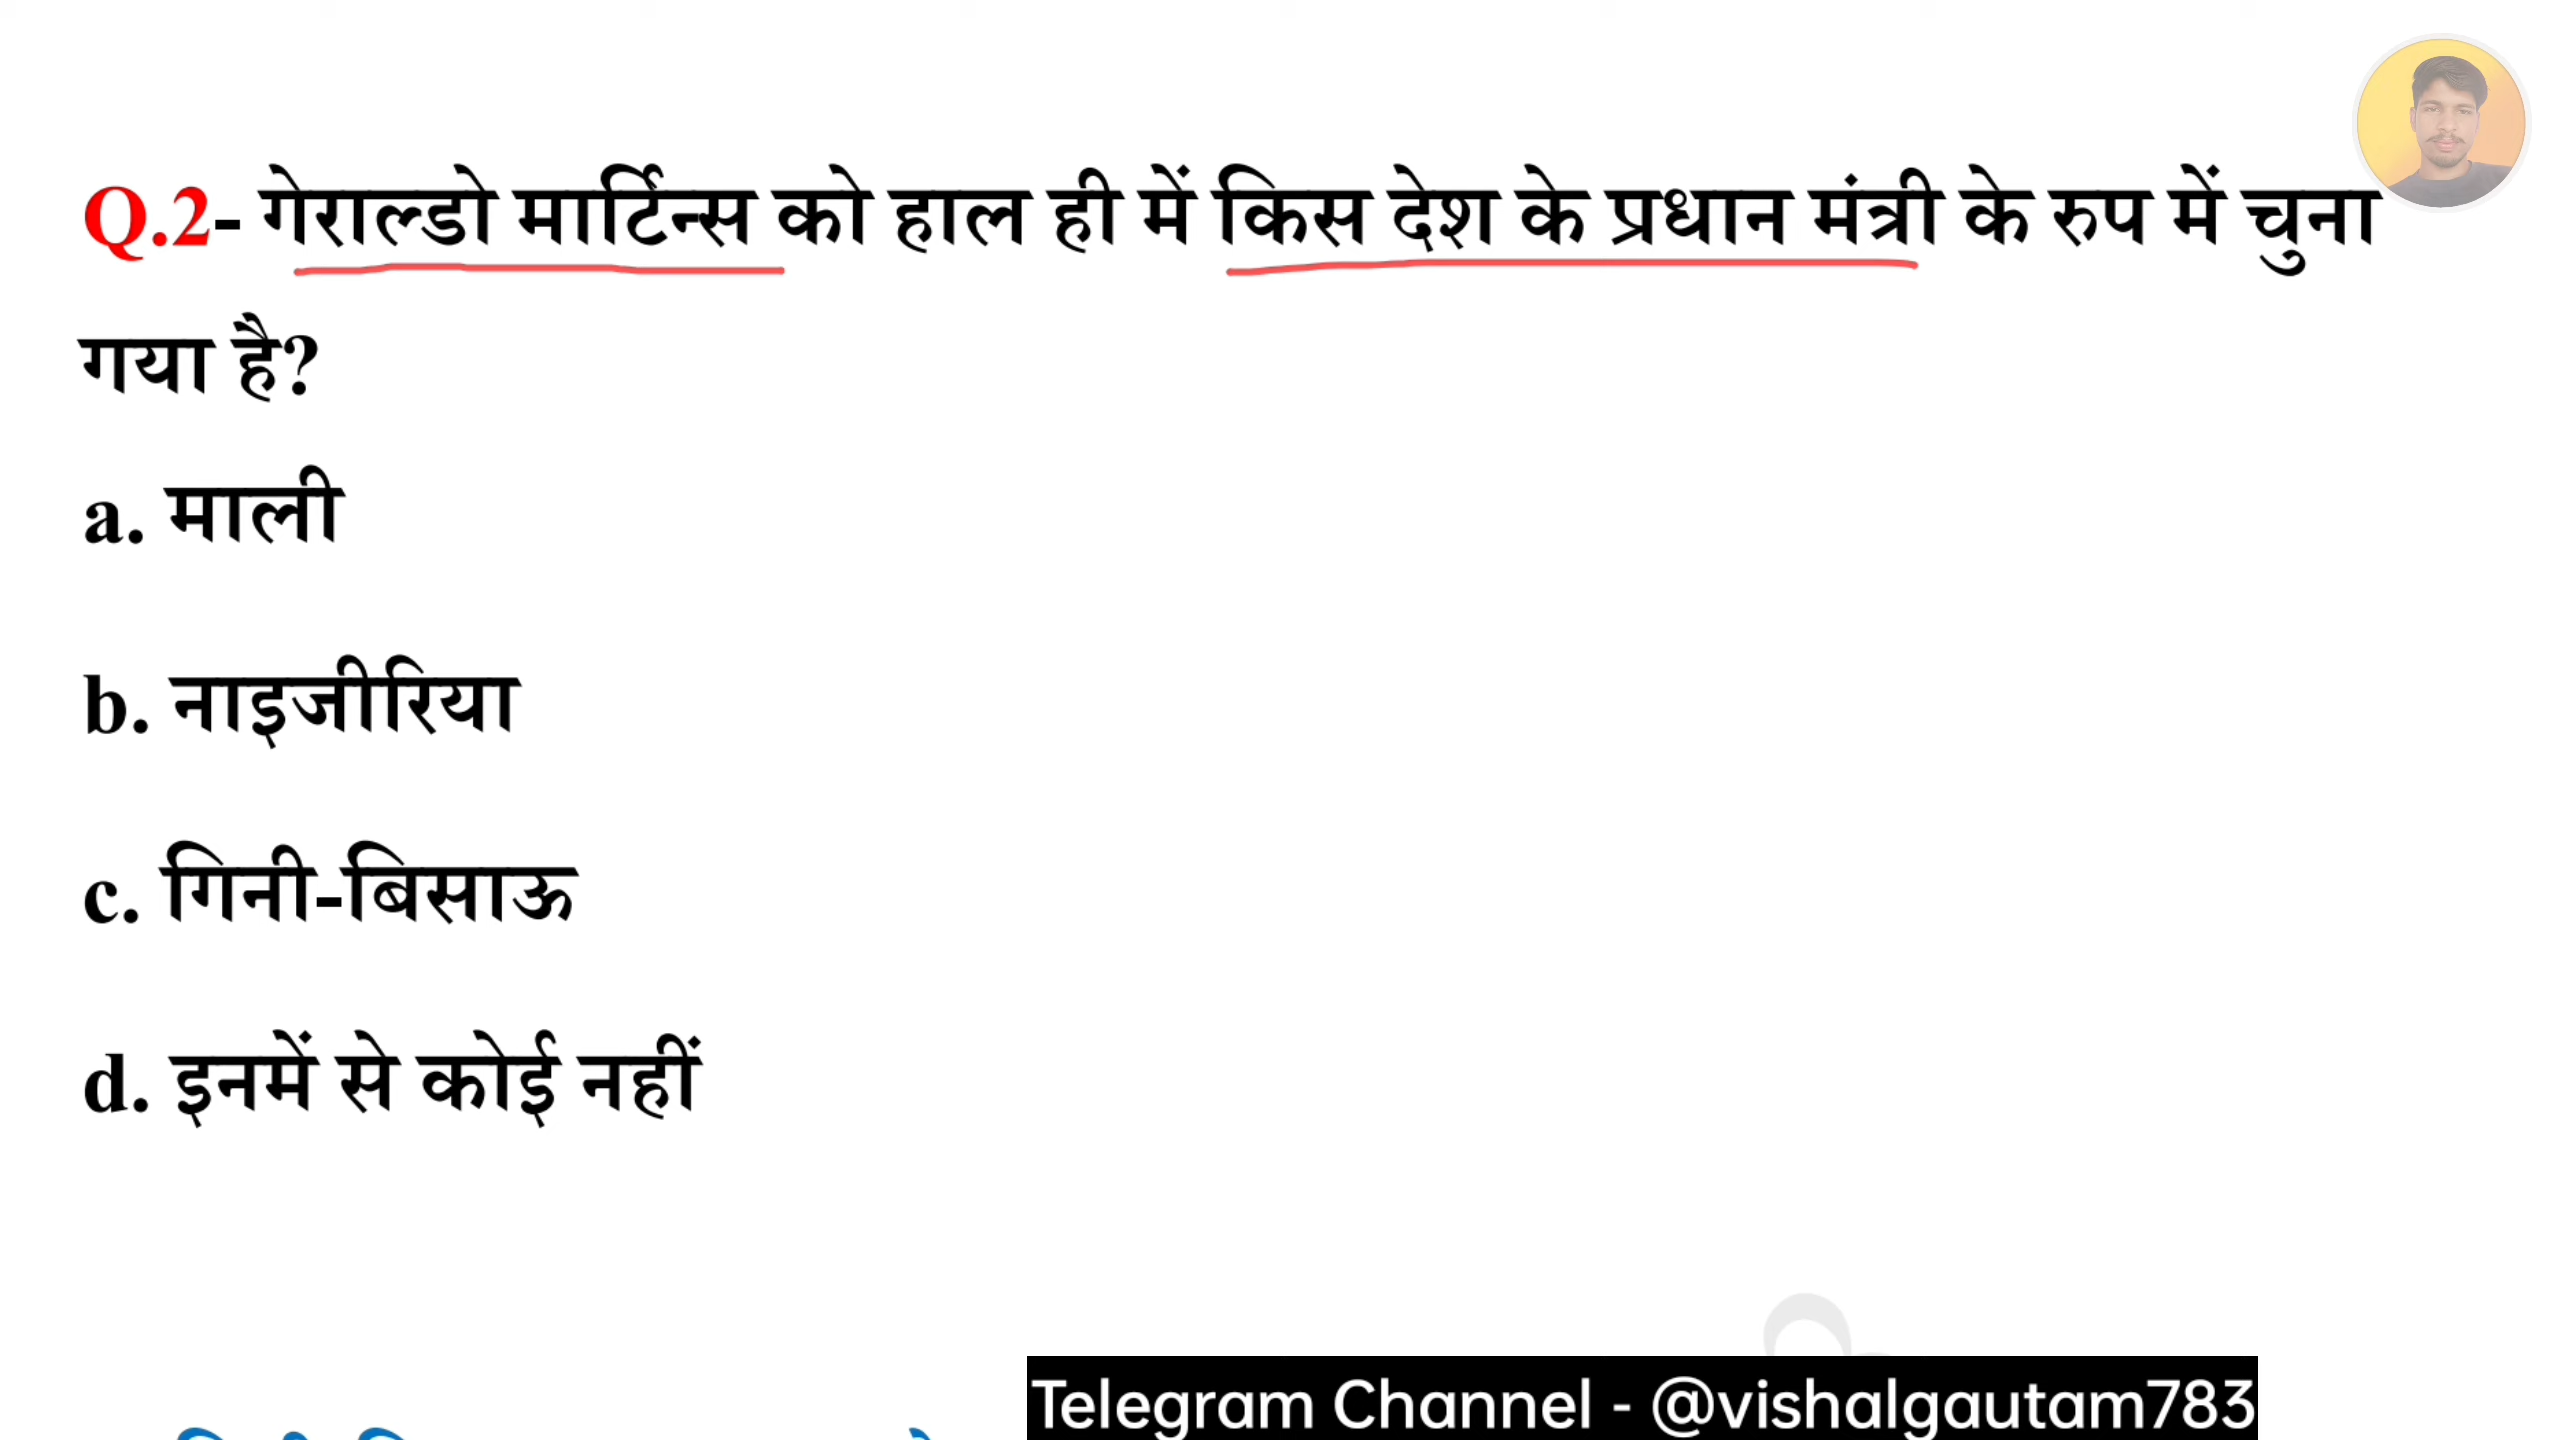 Q.2- गेराल्डो मार्टिन्स को हाल ही में किस देश के प्रधान मंत्री के रुप में चुना
गया है?
a. माली
b. नाइजीरिया
c. गिनी-बिसाऊ
d. इनमें से कोई नहीं
Telegram Channel - @vishalgautam783